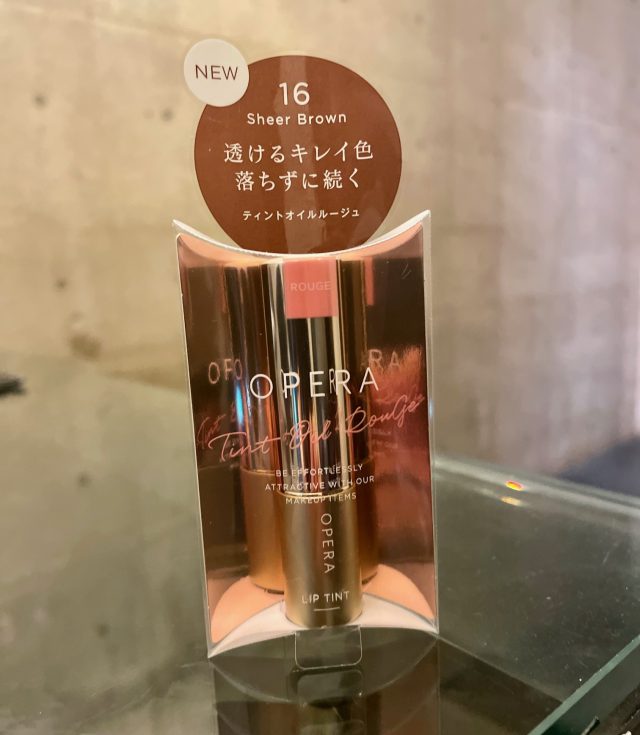 NEW
16
Sheer Brown
透けるキレイ色
落ちずに続く
ティントオイルルージュ
ROUGE
OPERA
Tint Oil Rouge
BE EFFORTLESSLY
ATTRACTIVE WITH OUR
MAKEUP ITEMS
OPERA
LIP TINT